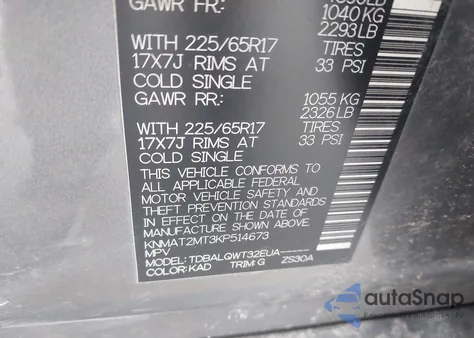 GAWR FR:
1040 KG
2293 LB
WITH 225/65R17 TIRES
17X7J RIMS AT 33 PSI
COLD SINGLE
GAWR RR: 1055 KG
2326 LB
WITH 225/65R17 TIRES
17X7J RIMS AT 33 PSI
COLD SINGLE
THIS VEHICLE CONFORMS TO
ALL APPLICABLE FEDERAL
MOTOR VEHICLE SAFETY AND
THEFT PREVENTION STANDARDS
IN EFFECT ON THE DATE OF
MANUFACTURE SHOWN ABOVE.
KNMAT2MT3KP514673
MPV
MODEL: TDBALQWT32EUA
COLOR: KAD TRIM: G ZS30A
autaSnap